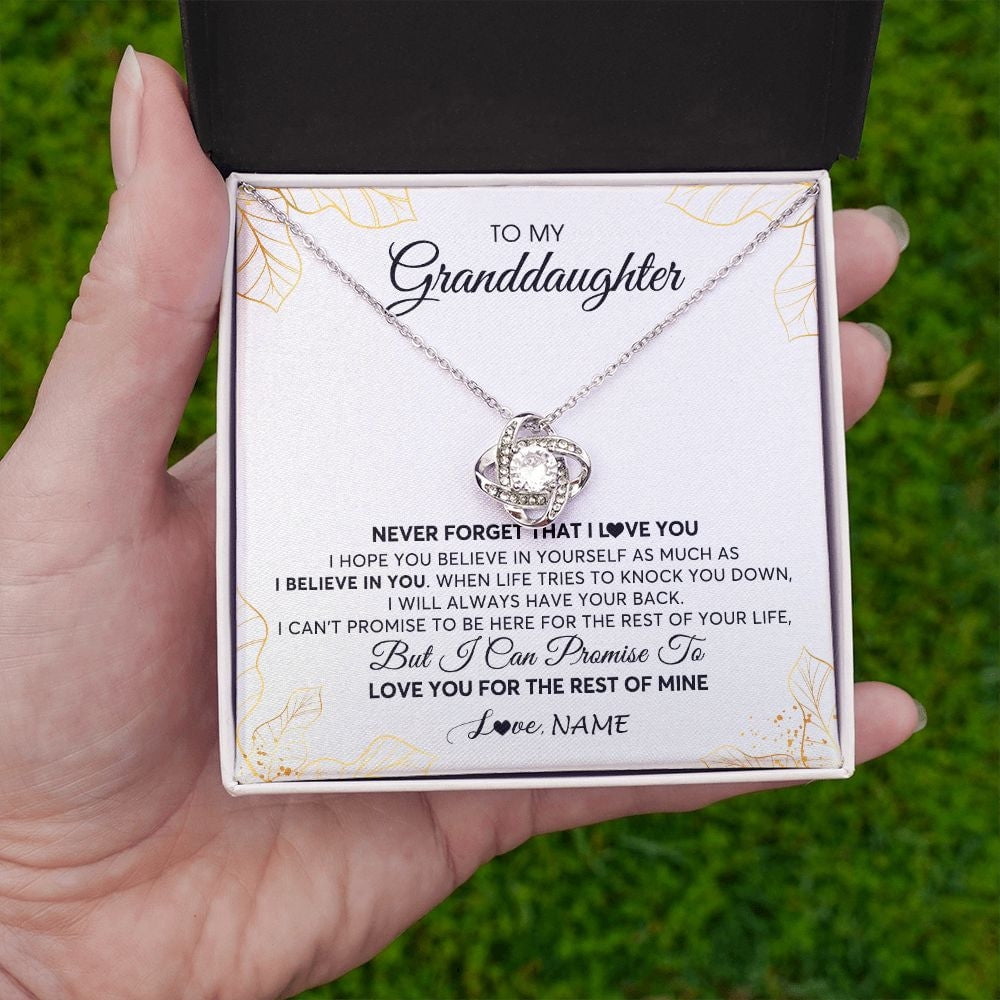 TO MY
Granddaughter
NEVER FORGET THAT I L♥VE YOU
I HOPE YOU BELIEVE IN YOURSELF AS MUCH AS
I BELIEVE IN YOU. WHEN LIFE TRIES TO KNOCK YOU DOWN,
I WILL ALWAYS HAVE YOUR BACK.
I CAN'T PROMISE TO BE HERE FOR THE REST OF YOUR LIFE,
But I Can Promise To
LOVE YOU FOR THE REST OF MINE
L♥ve, NAME